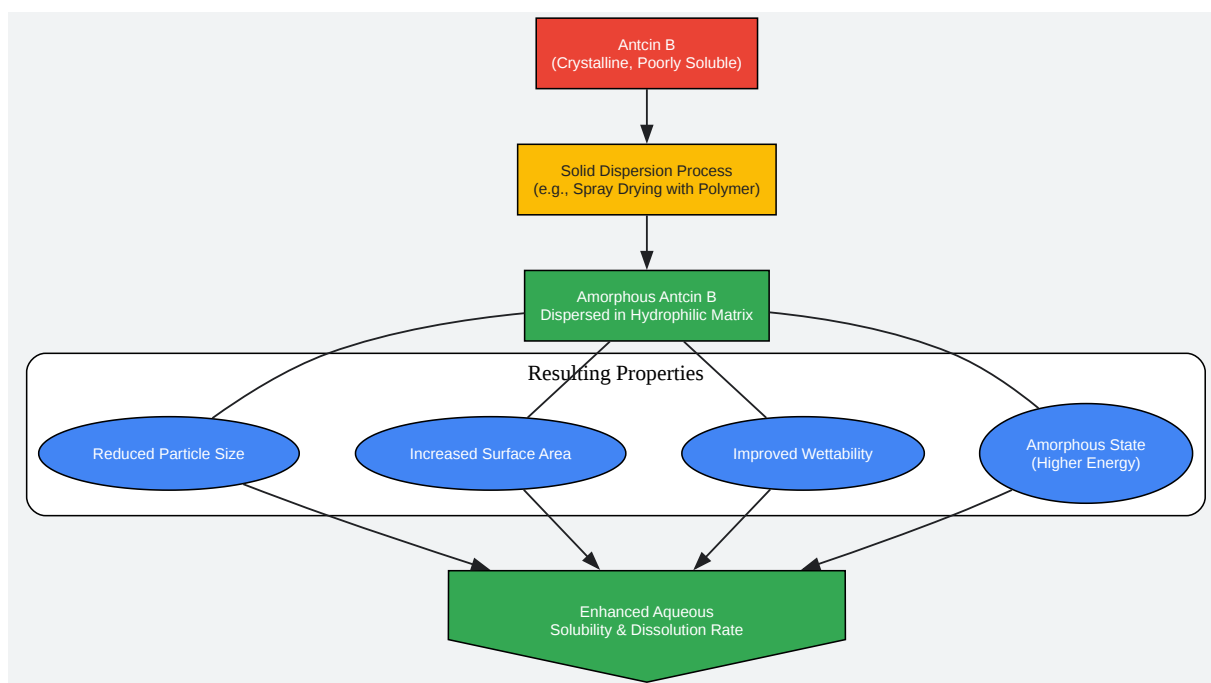 Antcin B
(Crystalline, Poorly Soluble)
Solid Dispersion Process
(e.g., Spray Drying with Polymer)
Amorphous Antcin B
Dispersed in Hydrophilic Matrix
Resulting Properties
Reduced Particle Size
Increased Surface Area
Improved Wettability
Amorphous State
(Higher Energy)
Enhanced Aqueous
Solubility & Dissolution Rate